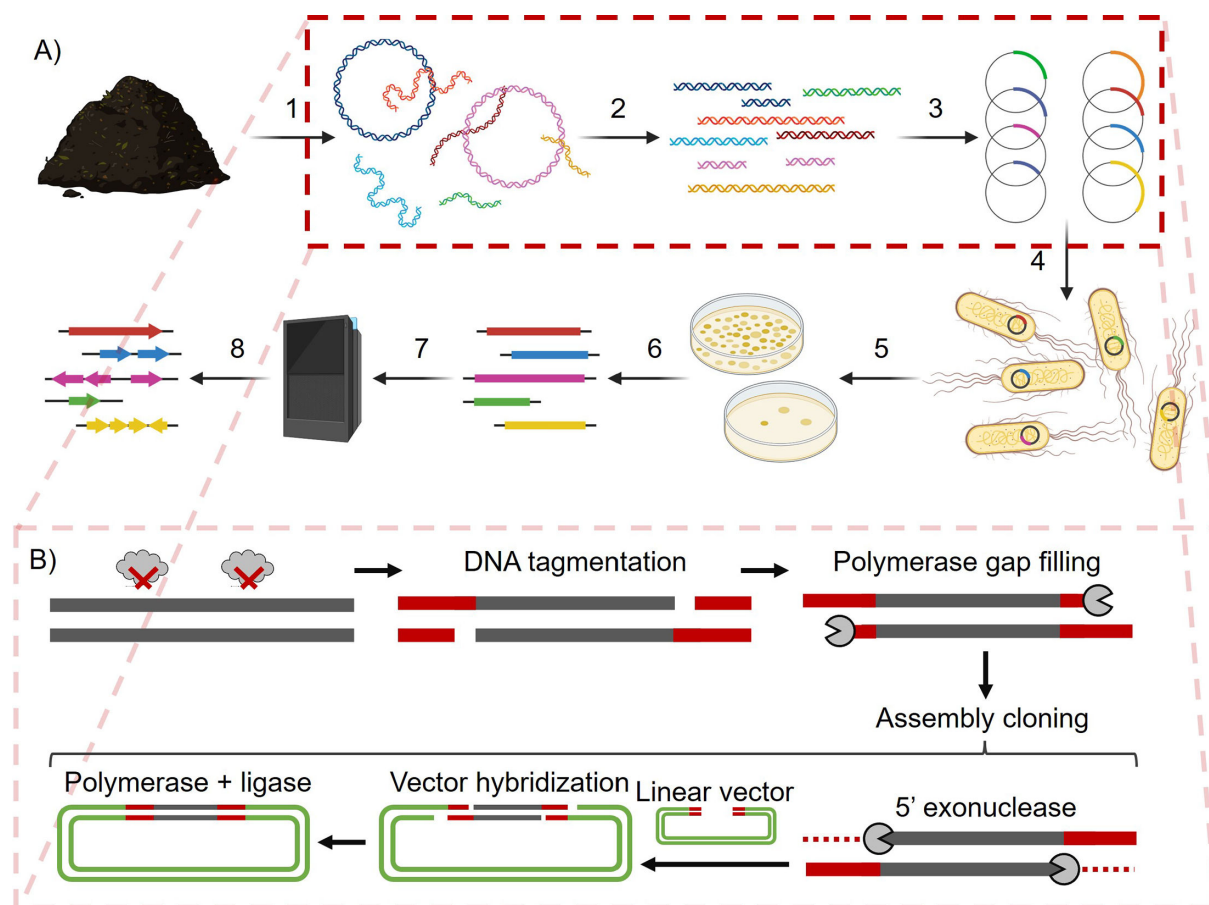 A)
1
2
3
4
5
6
7
8
B)
DNA tagmentation
Polymerase gap filling
Assembly cloning
Polymerase + ligase
Vector hybridization
Linear vector
5’ exonuclease